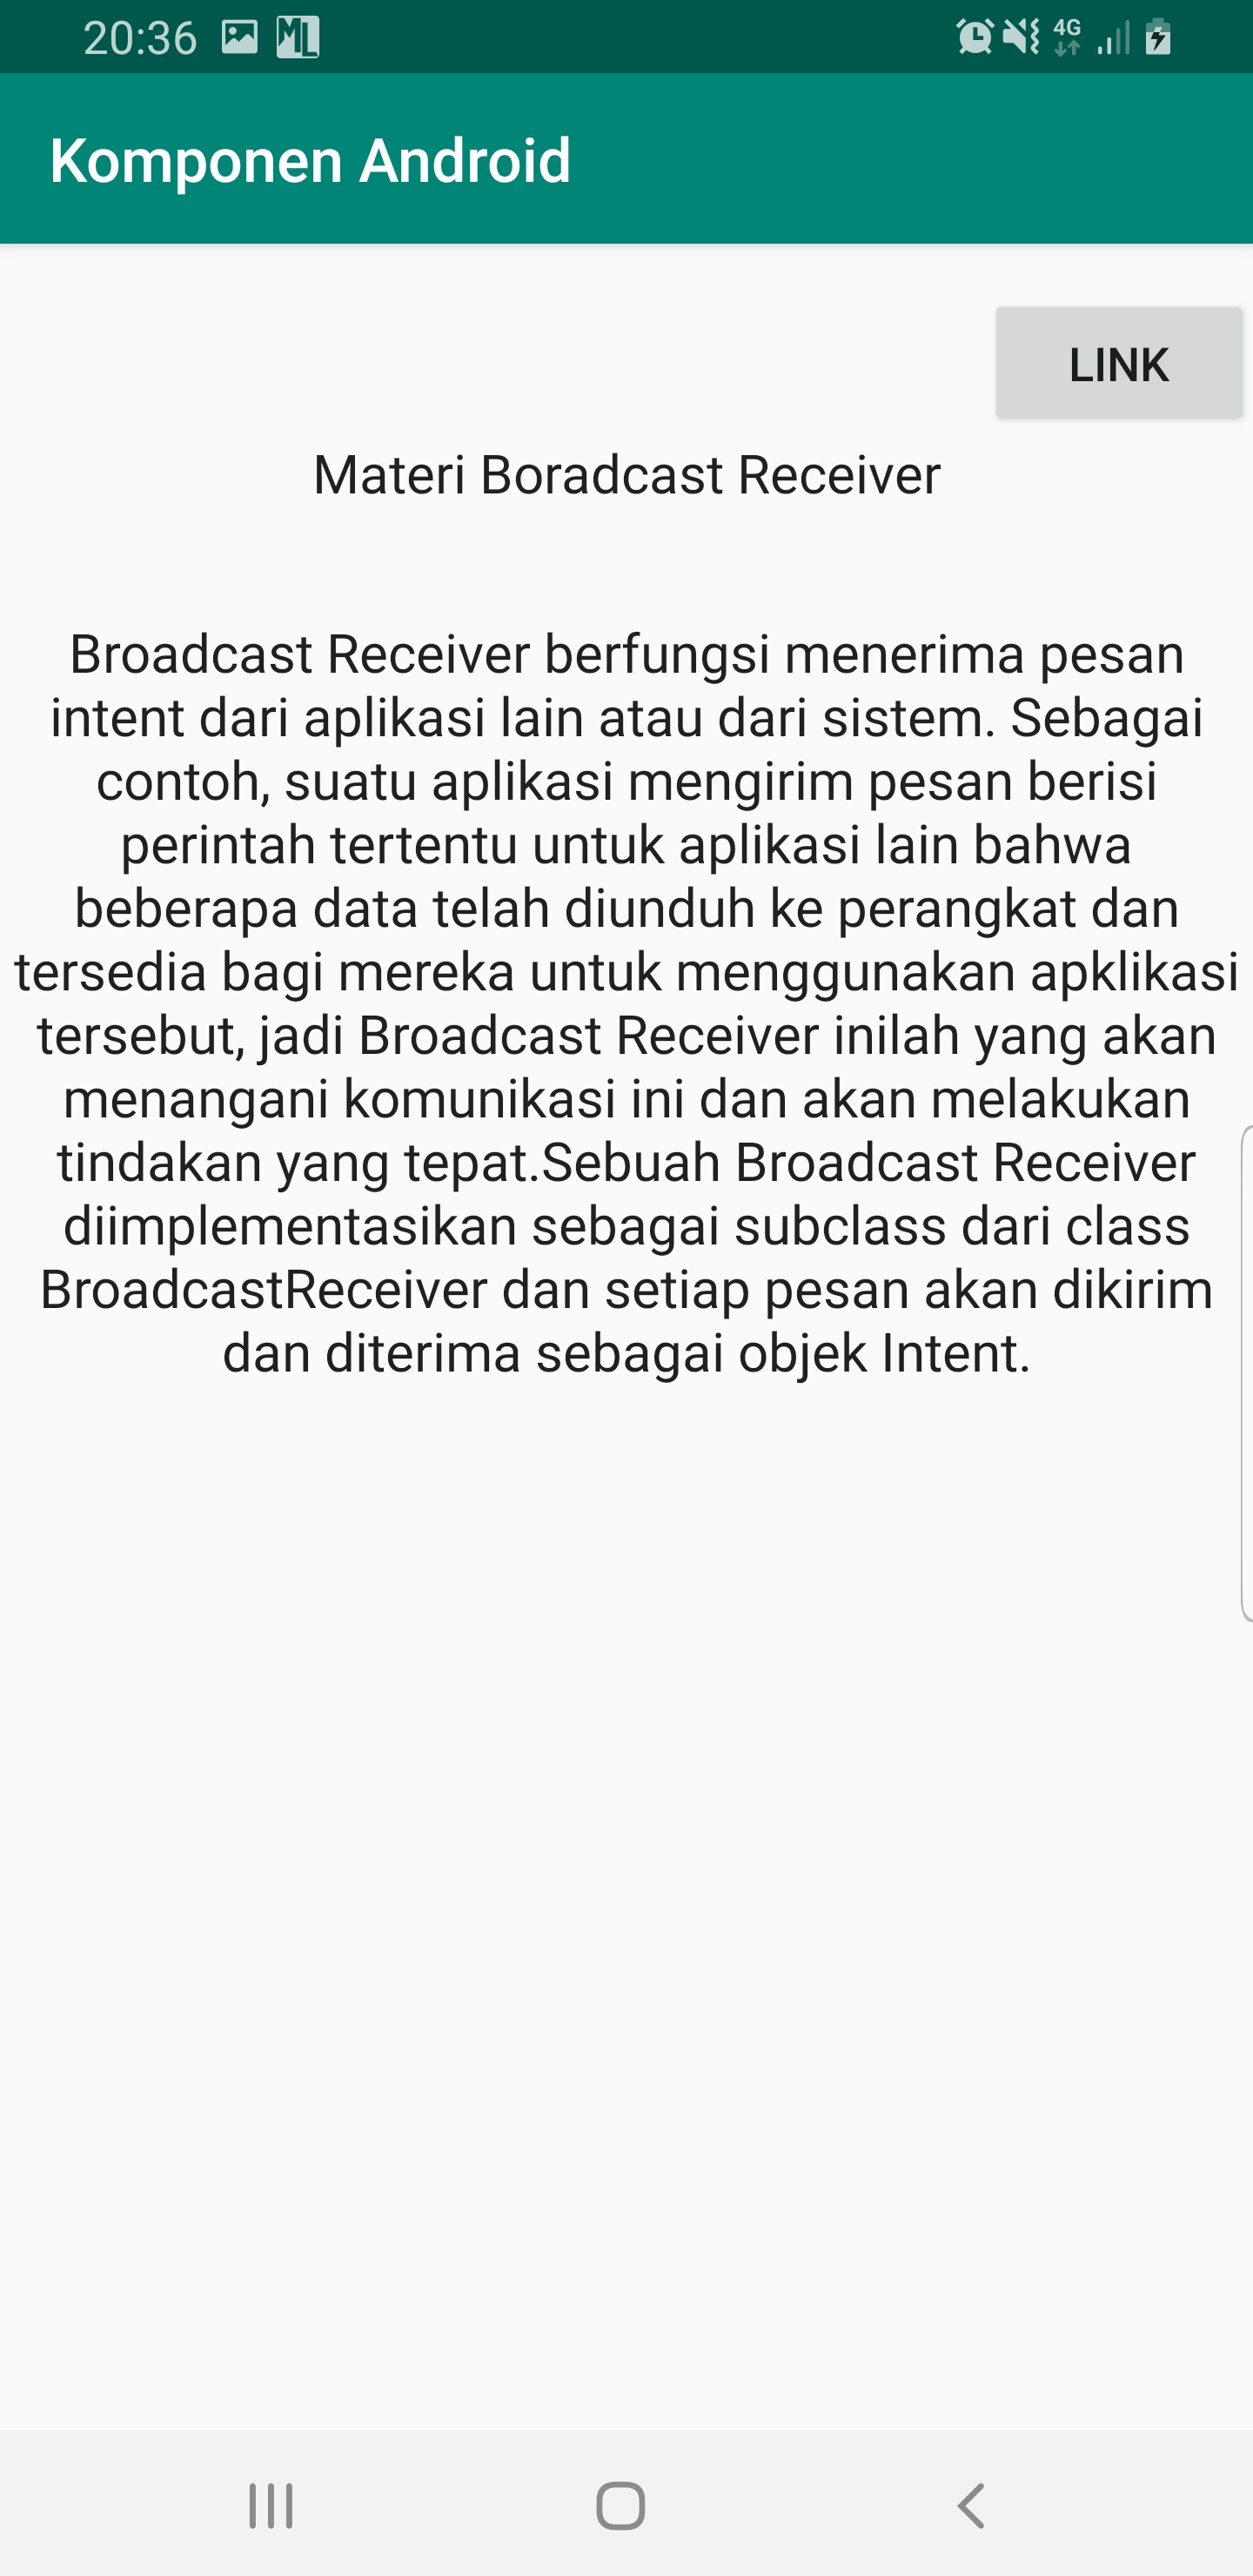 20:36
ML
4G
Komponen Android
LINK
Materi Boradcast Receiver
Broadcast Receiver berfungsi menerima pesan
intent dari aplikasi lain atau dari sistem. Sebagai
contoh, suatu aplikasi mengirim pesan berisi
perintah tertentu untuk aplikasi lain bahwa
beberapa data telah diunduh ke perangkat dan
tersedia bagi mereka untuk menggunakan apklikasi
tersebut, jadi Broadcast Receiver inilah yang akan
menangani komunikasi ini dan akan melakukan
tindakan yang tepat.Sebuah Broadcast Receiver
diimplementasikan sebagai subclass dari class
BroadcastReceiver dan setiap pesan akan dikirim
dan diterima sebagai objek Intent.